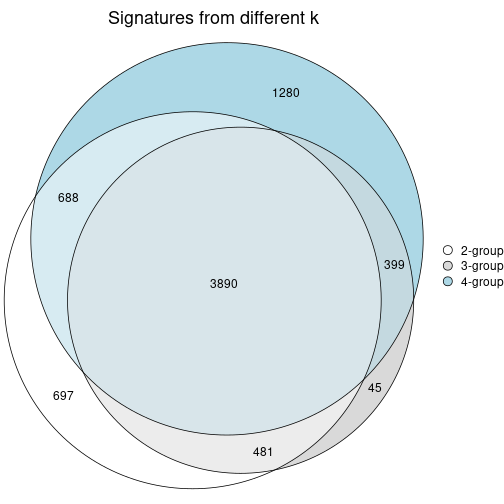 Signatures from different k
1280
688
399
3890
2-group
3-group
4-group
45
697
481